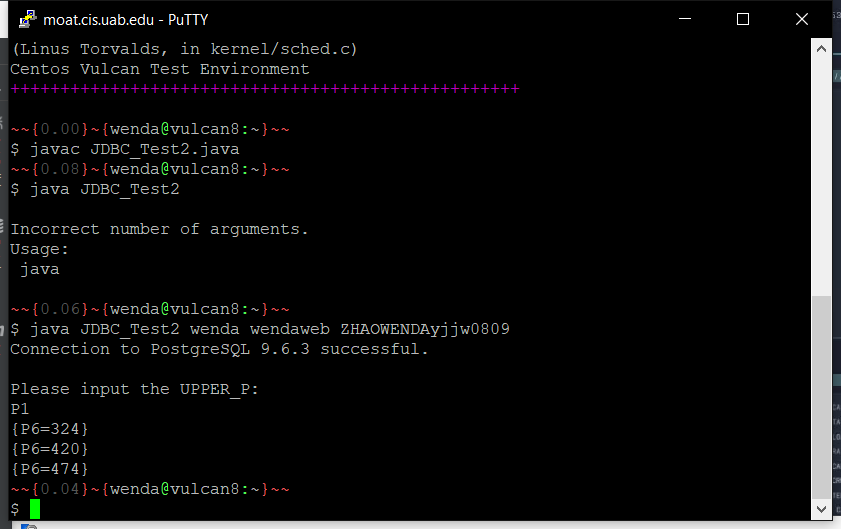 moat.cis.uab.edu - PuTTY
(Linus Torvalds, in kernel/sched.c)
Centos Vulcan Test Environment
+++++++++++++++++++++++++++++++++++++++++++++++++++
~~{0.00}~{wenda@vulcan8:~}~~
$ javac JDBC_Test2.java
~~{0.08}~{wenda@vulcan8:~}~~
$ java JDBC_Test2
Incorrect number of arguments.
Usage:
java
~~{0.06}~{wenda@vulcan8:~}~~
$ java JDBC_Test2 wenda wendaweb ZHAOWENDAyjjw0809
Connection to PostgreSQL 9.6.3 successful.
Please input the UPPER_P:
P1
{P6=324}
{P6=420}
{P6=474}
~~{0.04}~{wenda@vulcan8:~}~~
$